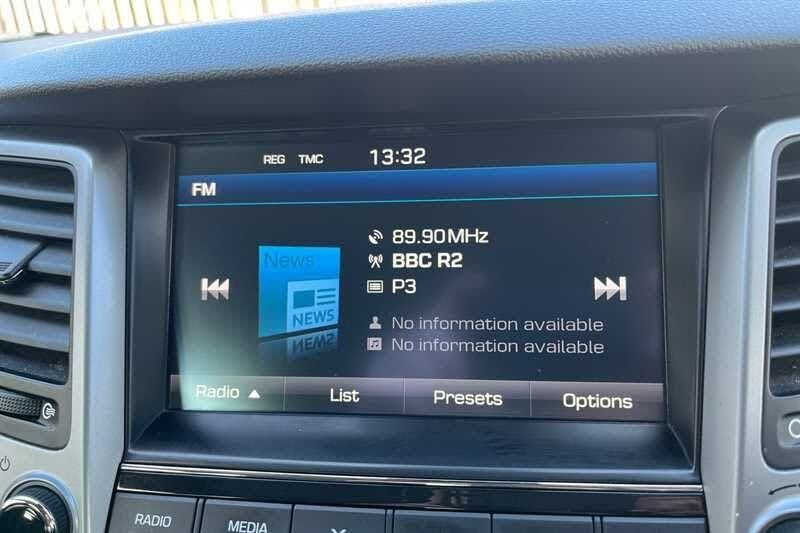 REG TMC 13:32
FM
News
NEWS
89.90MHz
BBC R2
P3
No information available
No information available
Radio ▲ List Presets Options
RADIO MEDIA